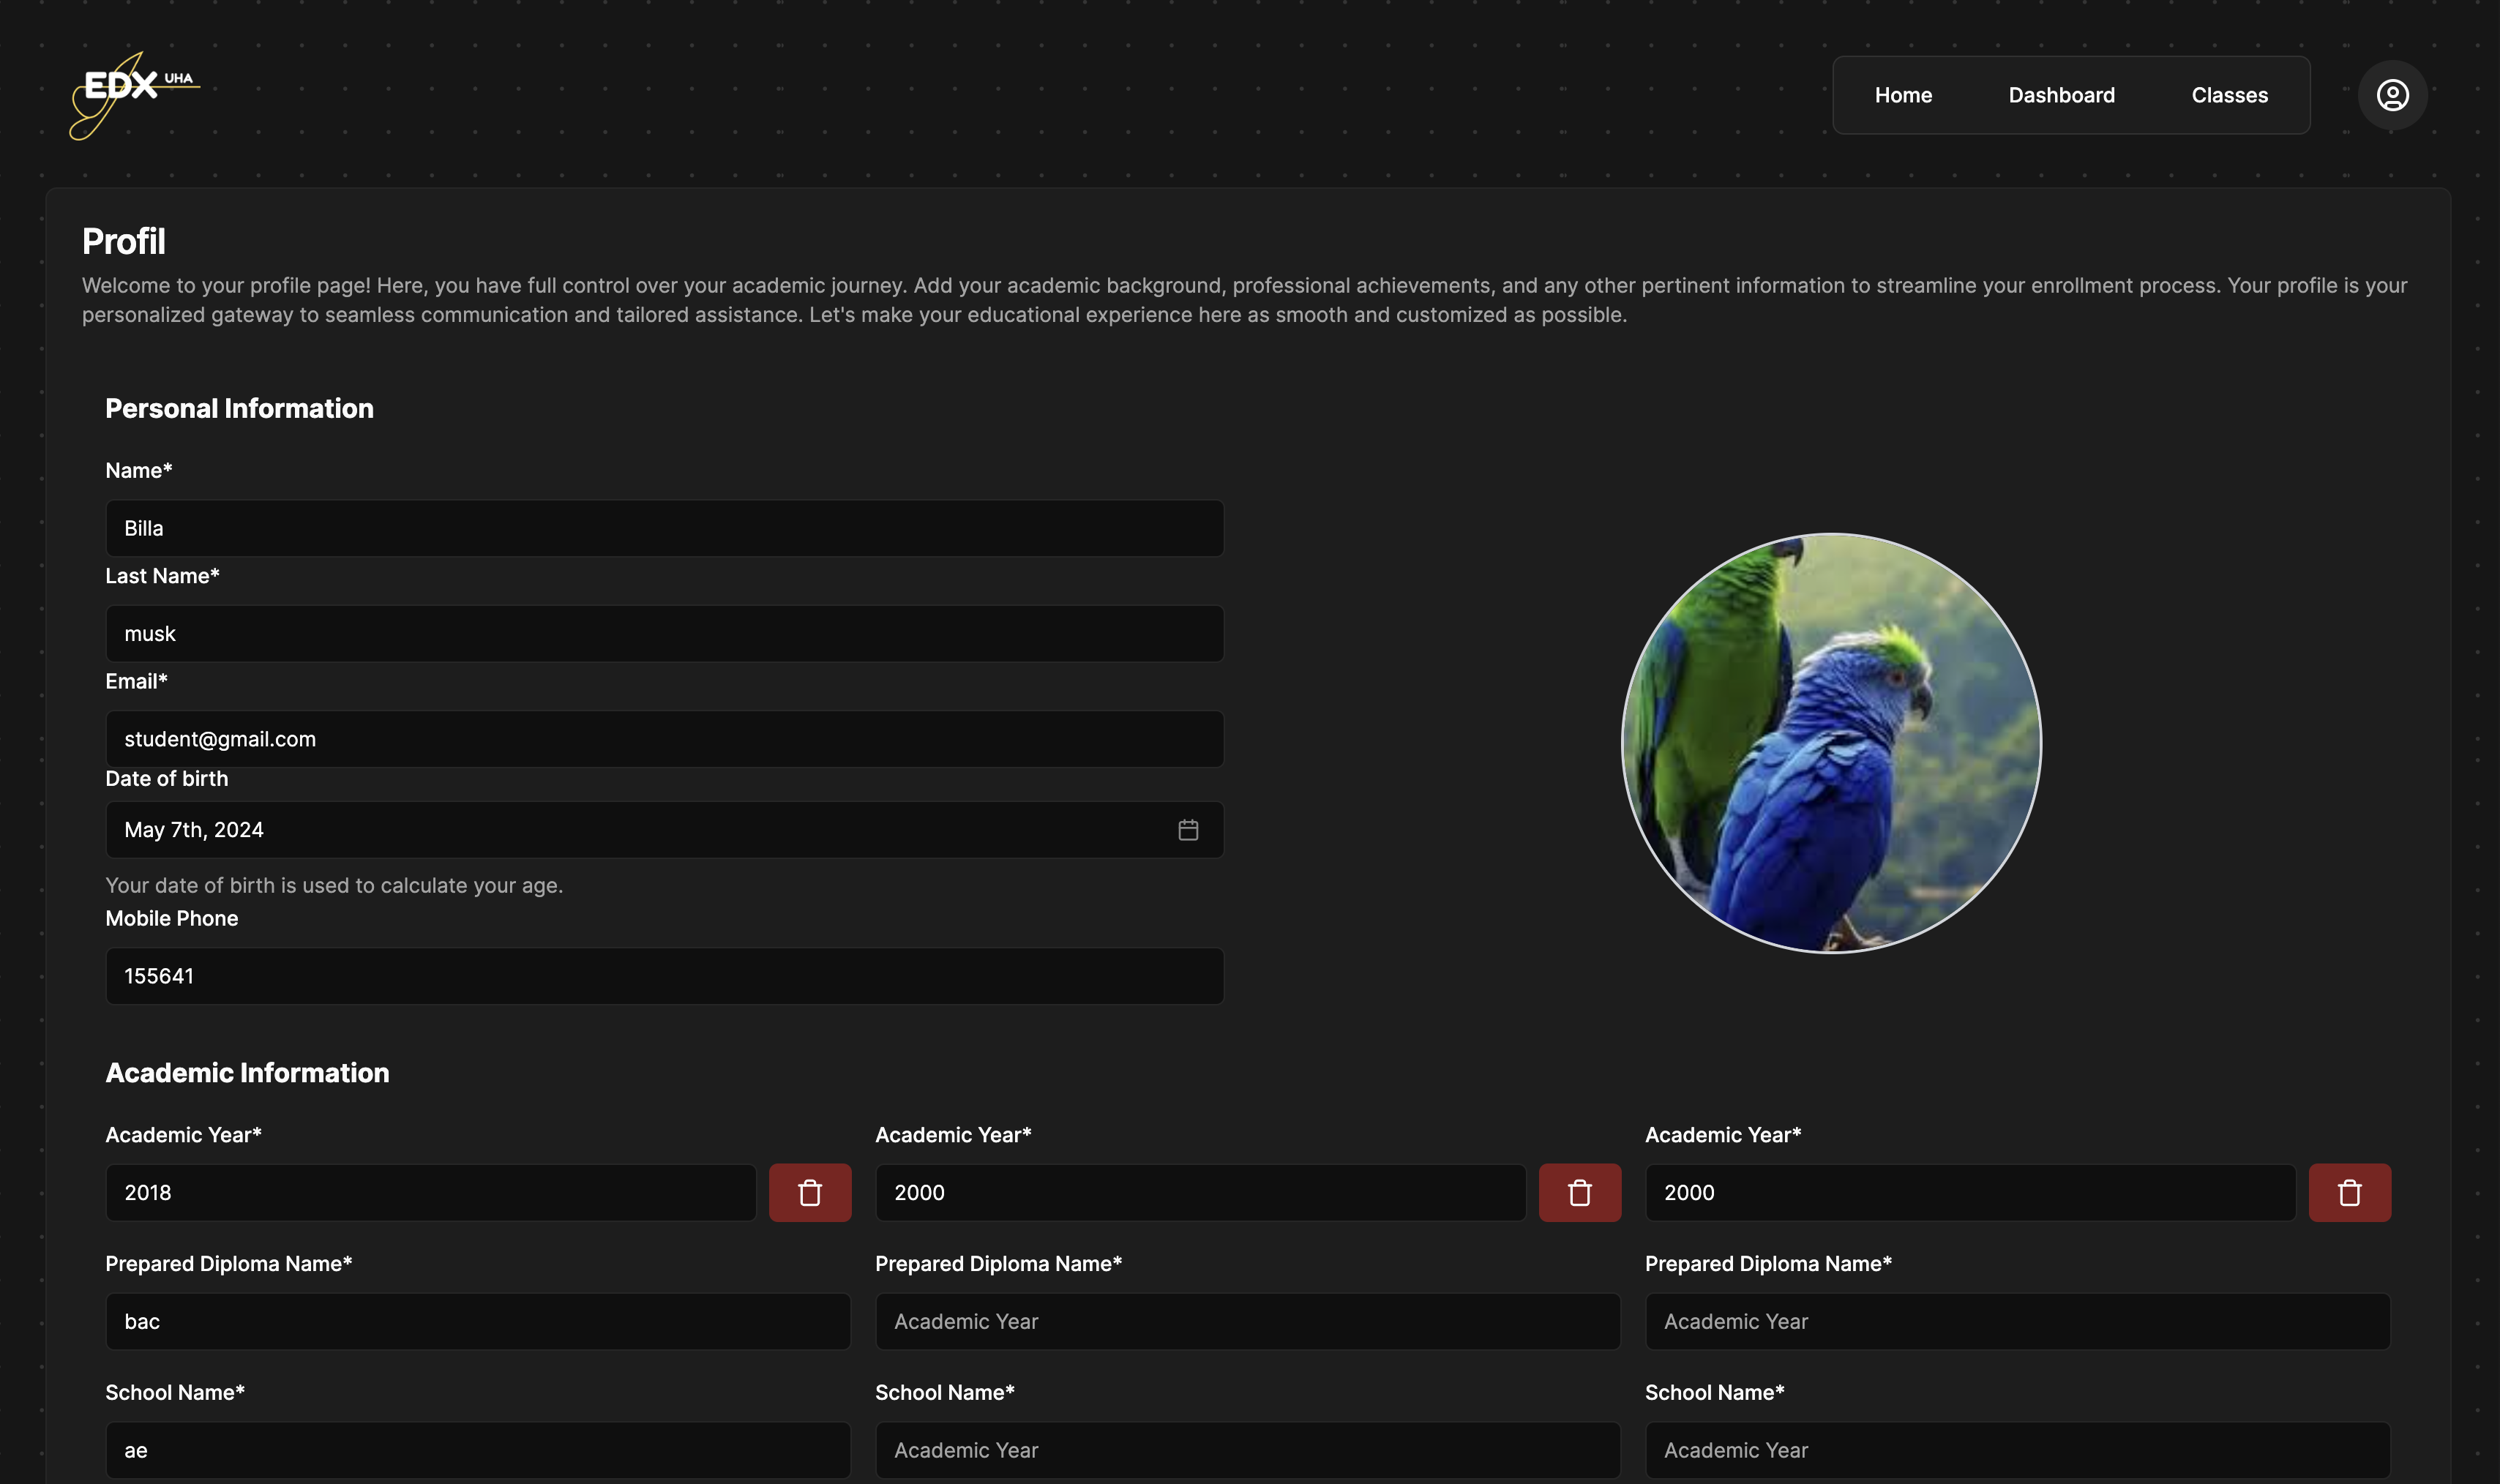 EDX UHA
Home Dashboard Classes
Profil
Welcome to your profile page! Here, you have full control over your academic journey. Add your academic background, professional achievements, and any other pertinent information to streamline your enrollment process. Your profile is your
personalized gateway to seamless communication and tailored assistance. Let's make your educational experience here as smooth and customized as possible.
Personal Information
Name*
Billa
Last Name*
musk
Email*
student@gmail.com
Date of birth
May 7th, 2024
Your date of birth is used to calculate your age.
Mobile Phone
155641
Academic Information
Academic Year* Academic Year* Academic Year*
2018 2000 2000
Prepared Diploma Name* Prepared Diploma Name* Prepared Diploma Name*
bac Academic Year Academic Year
School Name* School Name* School Name*
ae Academic Year Academic Year